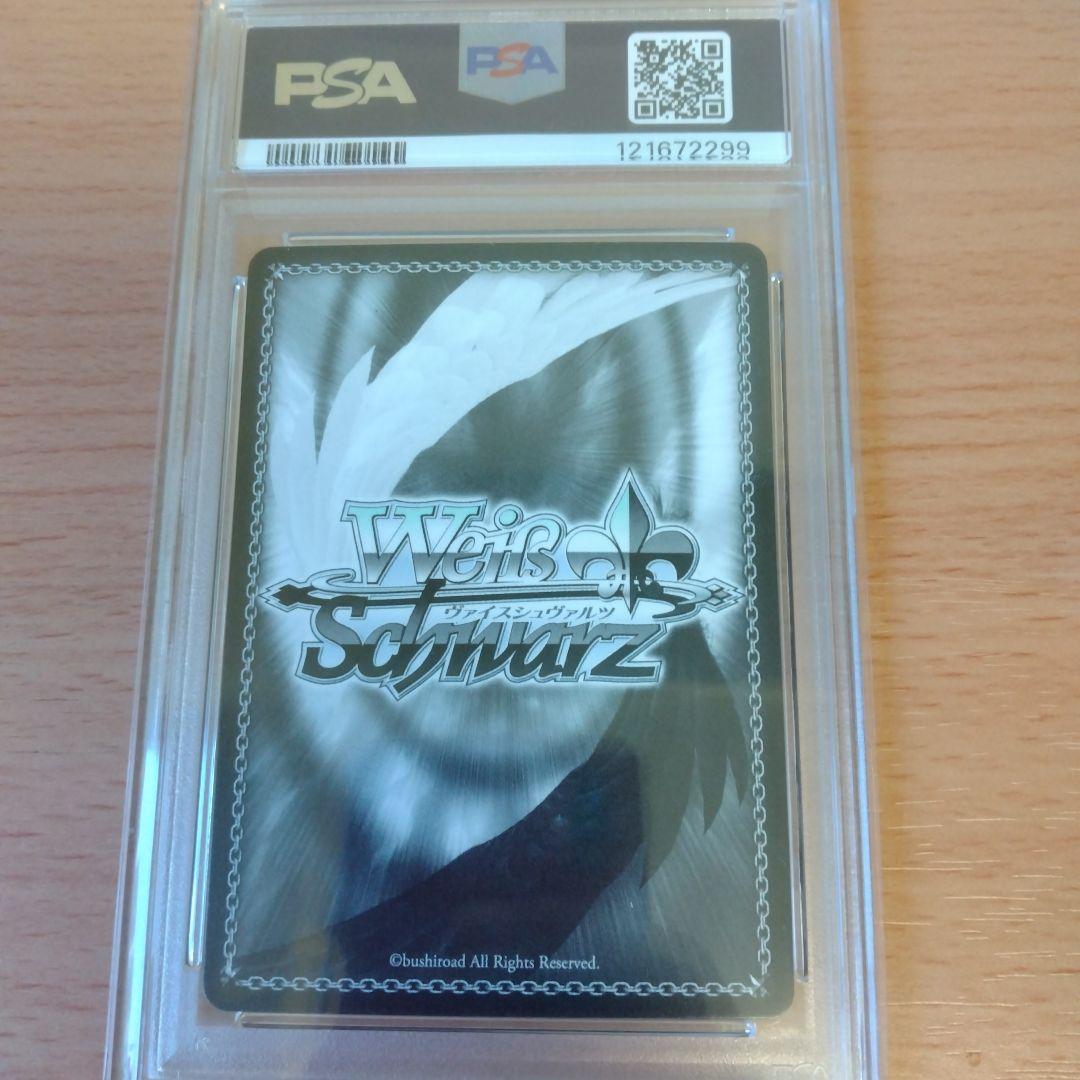 PSA
PSA
121672299
Weiß
ヴァイスシュヴァルツ
Schwarz
©bushiroad All Rights Reserved.